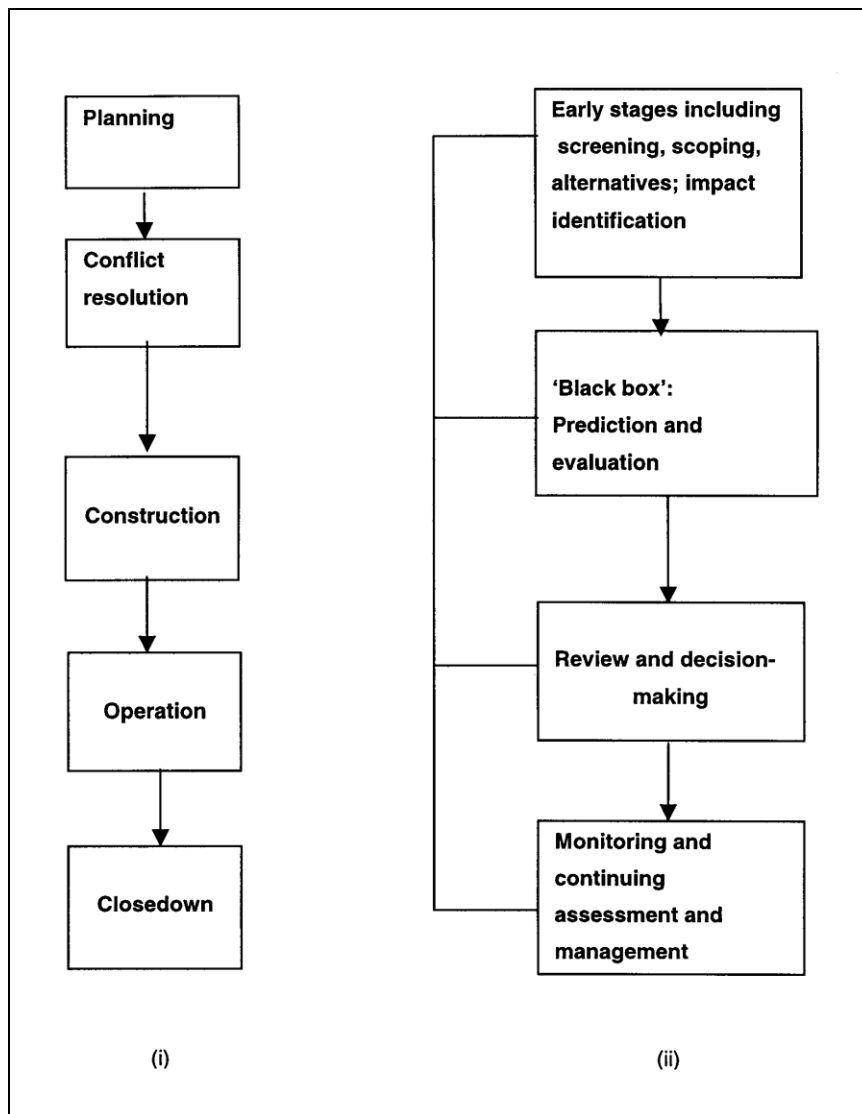 Planning
Conflict
resolution
Construction
Operation
Closedown
(i)
Early stages including
screening, scoping,
alternatives; impact
identification
‘Black box’:
Prediction and
evaluation
Review and decision-
making
Monitoring and
continuing
assessment and
management
(ii)